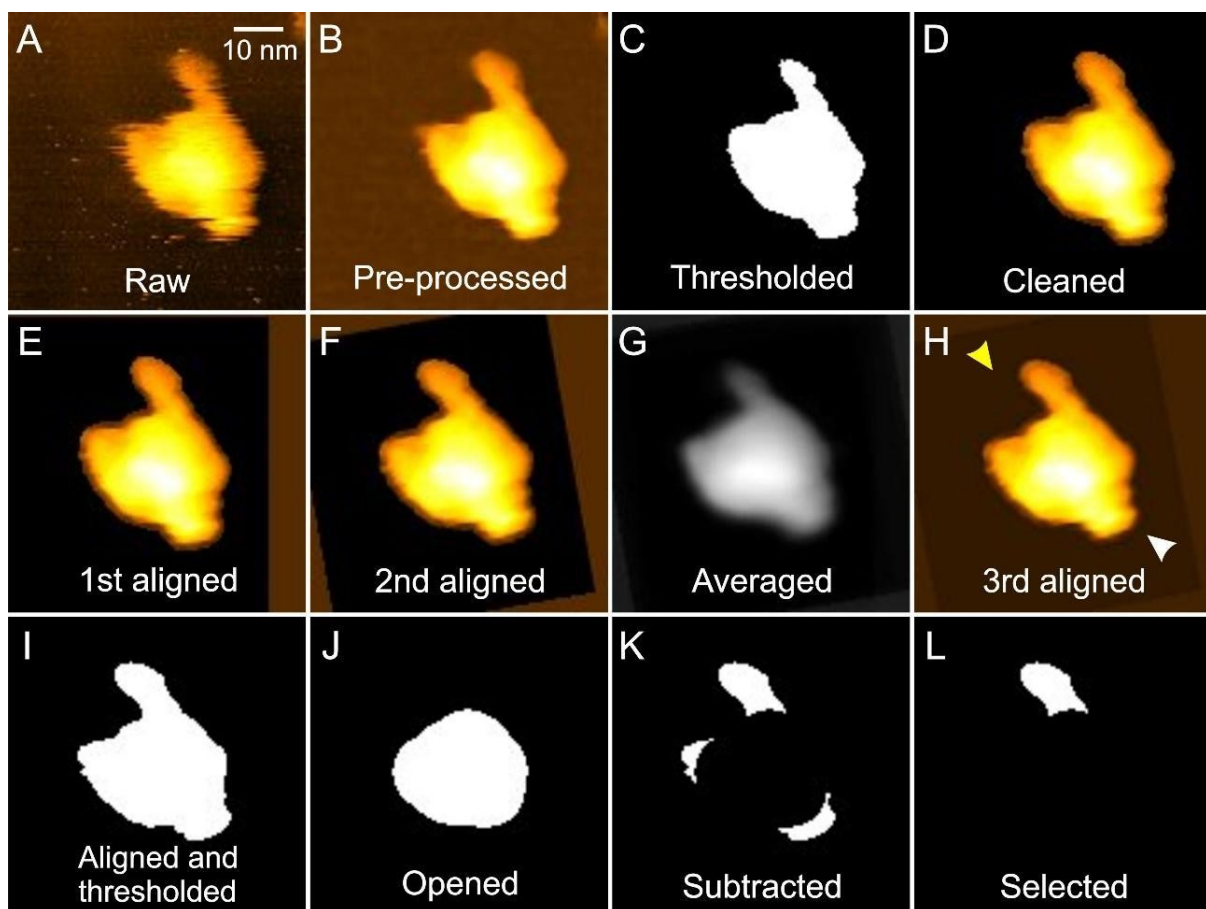 A
10 nm
Raw
B
Pre-processed
C
Thresholded
D
Cleaned
E
1st aligned
F
2nd aligned
G
Averaged
H
3rd aligned
I
Aligned and
thresholded
J
Opened
K
Subtracted
L
Selected